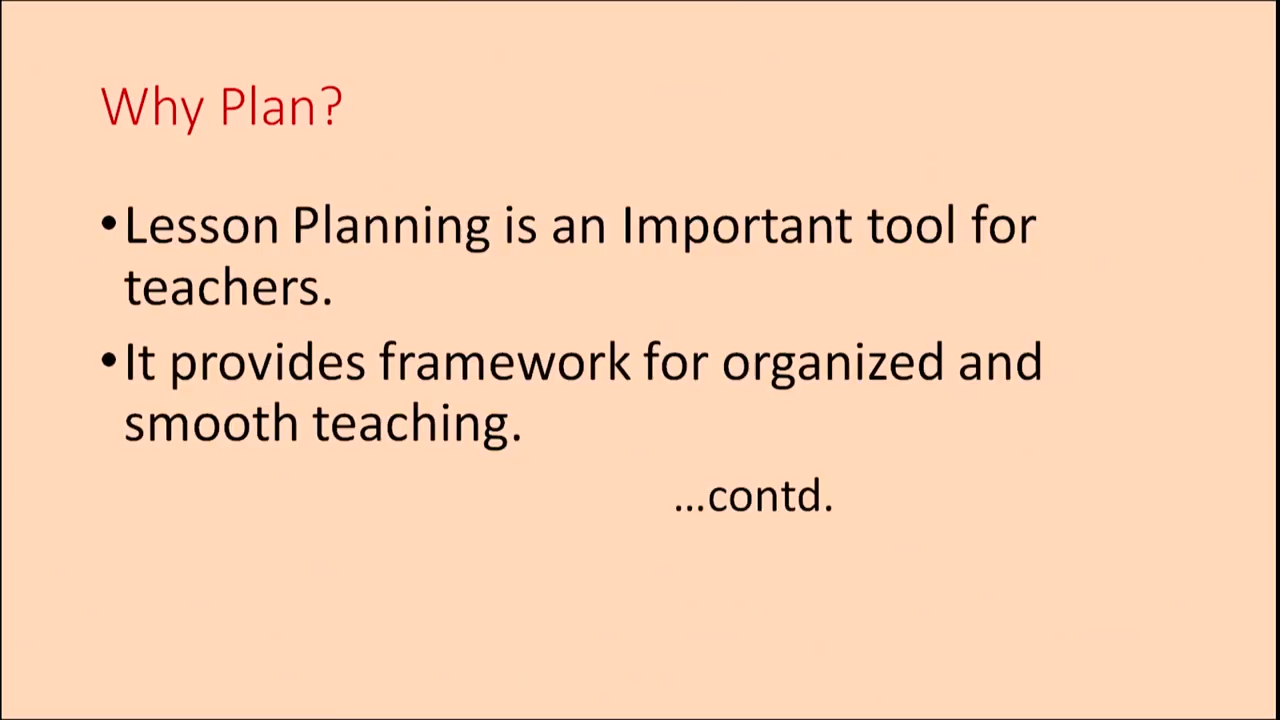 Why Plan?
•Lesson Planning is an Important tool for
teachers.
•It provides framework for organized and
smooth teaching.
...contd.